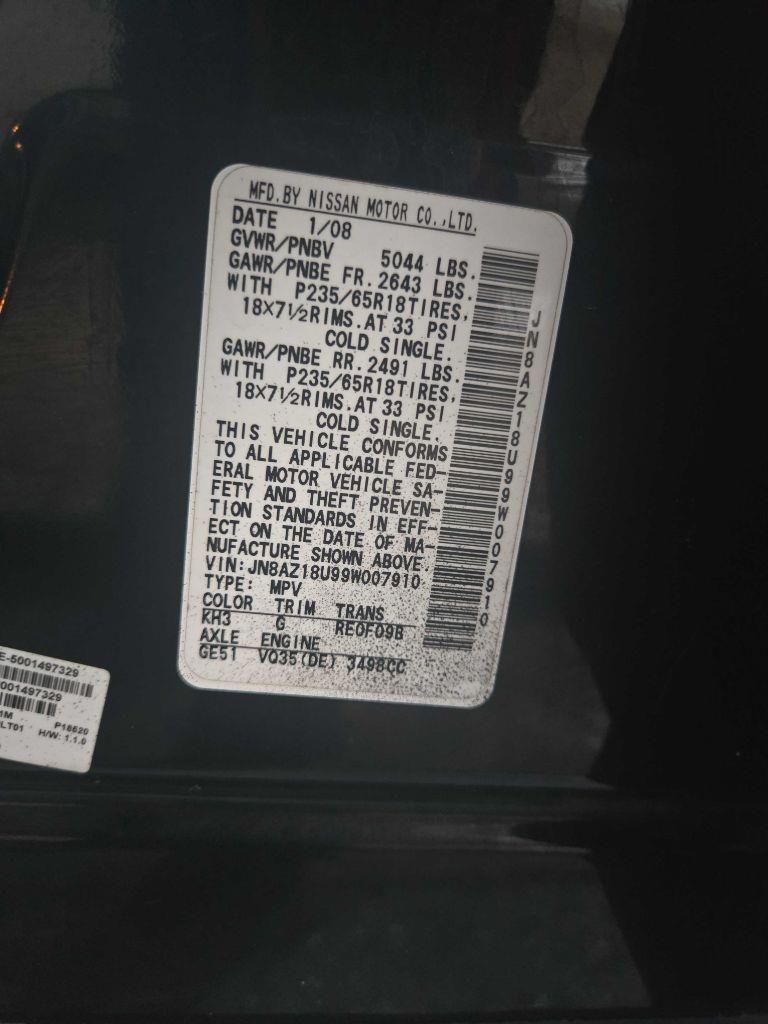 MFD.BY NISSAN MOTOR CO.,LTD.
DATE 1/08
GVWR/PNBV 5044 LBS.
GAWR/PNBE FR. 2643 LBS.
WITH P235/65R18TIRES,
18X7½RIMS.AT 33 PSI
COLD SINGLE.
GAWR/PNBE RR. 2491 LBS.
WITH P235/65R18TIRES,
18X7½RIMS.AT 33 PSI
COLD SINGLE.
THIS VEHICLE CONFORMS
TO ALL APPLICABLE FED-
ERAL MOTOR VEHICLE SA-
FETY AND THEFT PREVEN-
TION STANDARDS IN EFF-
ECT ON THE DATE OF MA-
NUFACTURE SHOWN ABOVE.
VIN:JN8AZ18U99W007910
TYPE: MPV
COLOR TRIM TRANS
KH3 G RE0F09B
AXLE ENGINE
GE51 VQ35(DE) 3498CC
JN8AZ18U99W007910
E-5001497329
001497329
P18620
LT01 H/W: 1.1.0